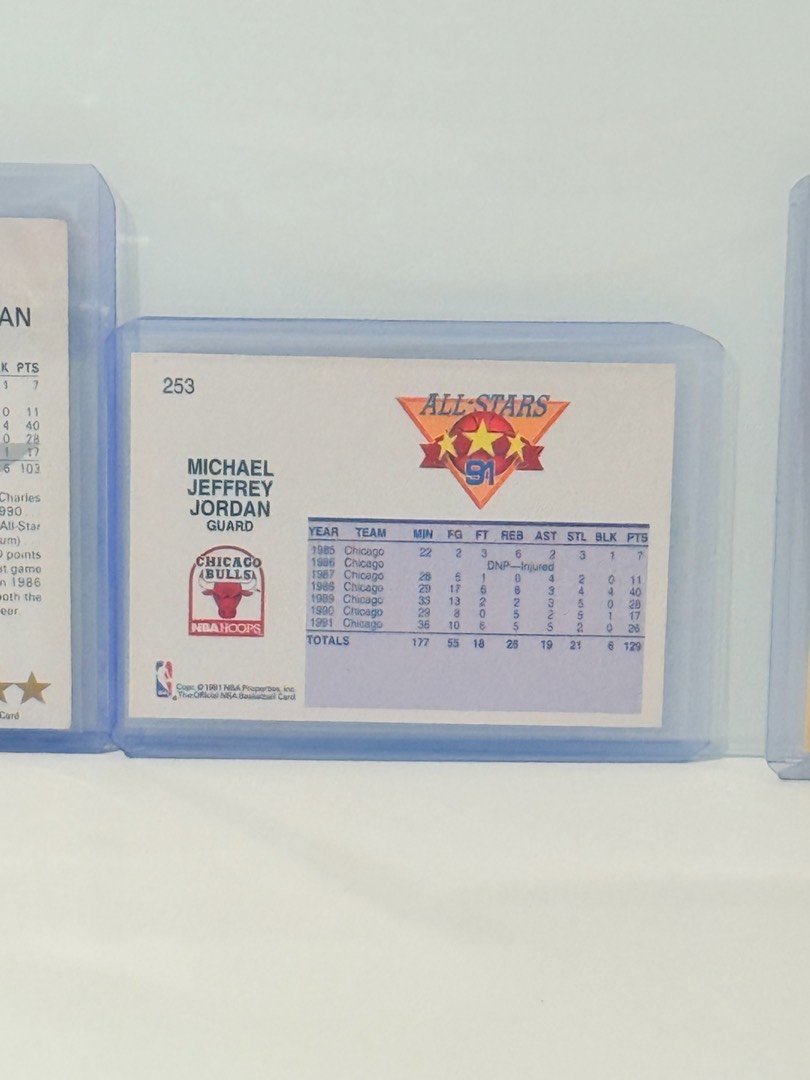 AN
K PTS
1 7
0 11
4 40
0 28
1 17
6 103
Charles
990
All-Star
um)
points
st game
n 1986
oth the
eer.
Card
253
MICHAEL
JEFFREY
JORDAN
GUARD
CHICAGO
BULLS
NBA HOOPS
NBA
Copr. © 1991 NBA Properties, Inc.
The Official NBA Basketball Card
ALL-STARS
91
YEAR TEAM MIN FG FT REB AST STL BLK PTS
1985 Chicago 22 2 3 6 2 3 1 7
1986 Chicago DNP—Injured
1987 Chicago 28 5 1 0 4 2 0 11
1988 Chicago 29 17 6 8 3 4 4 40
1989 Chicago 33 13 2 2 3 5 0 28
1990 Chicago 29 8 0 5 2 5 1 17
1991 Chicago 36 10 6 5 5 2 0 26
TOTALS 177 55 18 26 19 21 6 129